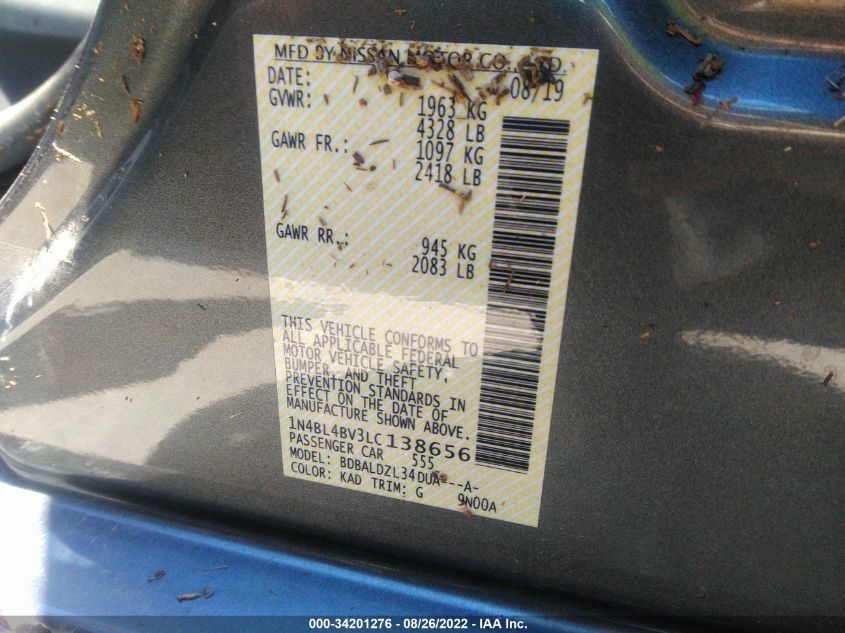 MFD BY NISSAN MOTOR CO., LTD.
DATE: 08/19
GVWR: 1963 KG
4328 LB
GAWR FR.: 1097 KG
2418 LB
GAWR RR.: 945 KG
2083 LB
THIS VEHICLE CONFORMS TO
ALL APPLICABLE FEDERAL
MOTOR VEHICLE SAFETY,
BUMPER, AND THEFT
PREVENTION STANDARDS IN
EFFECT ON THE DATE OF
MANUFACTURE SHOWN ABOVE.
1N4BL4BV3LC138656
PASSENGER CAR 555
MODEL: BDBALDZL34DUA---A-
COLOR: KAD TRIM: G 9N00A
000-34201276 - 08/26/2022 - IAA Inc.